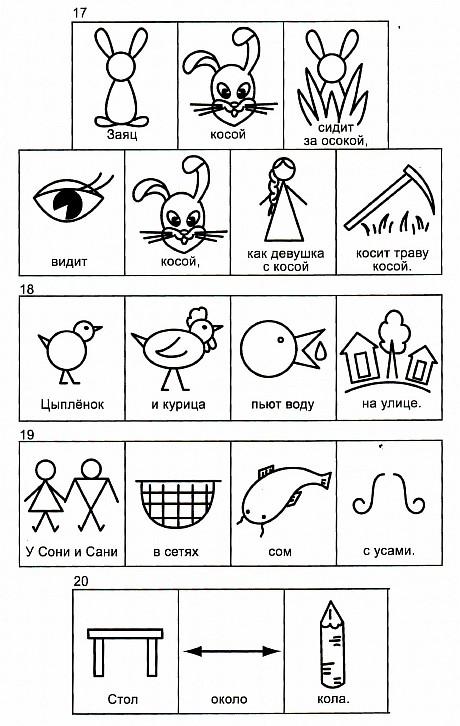 17
Заяц косой сидит
за осокой,
видит косой, как девушка косит траву
с косой косой.
18
Цыплёнок и курица пьют воду на улице.
19
У Сони и Сани в сетях сом с усами.
20
Стол около кола.